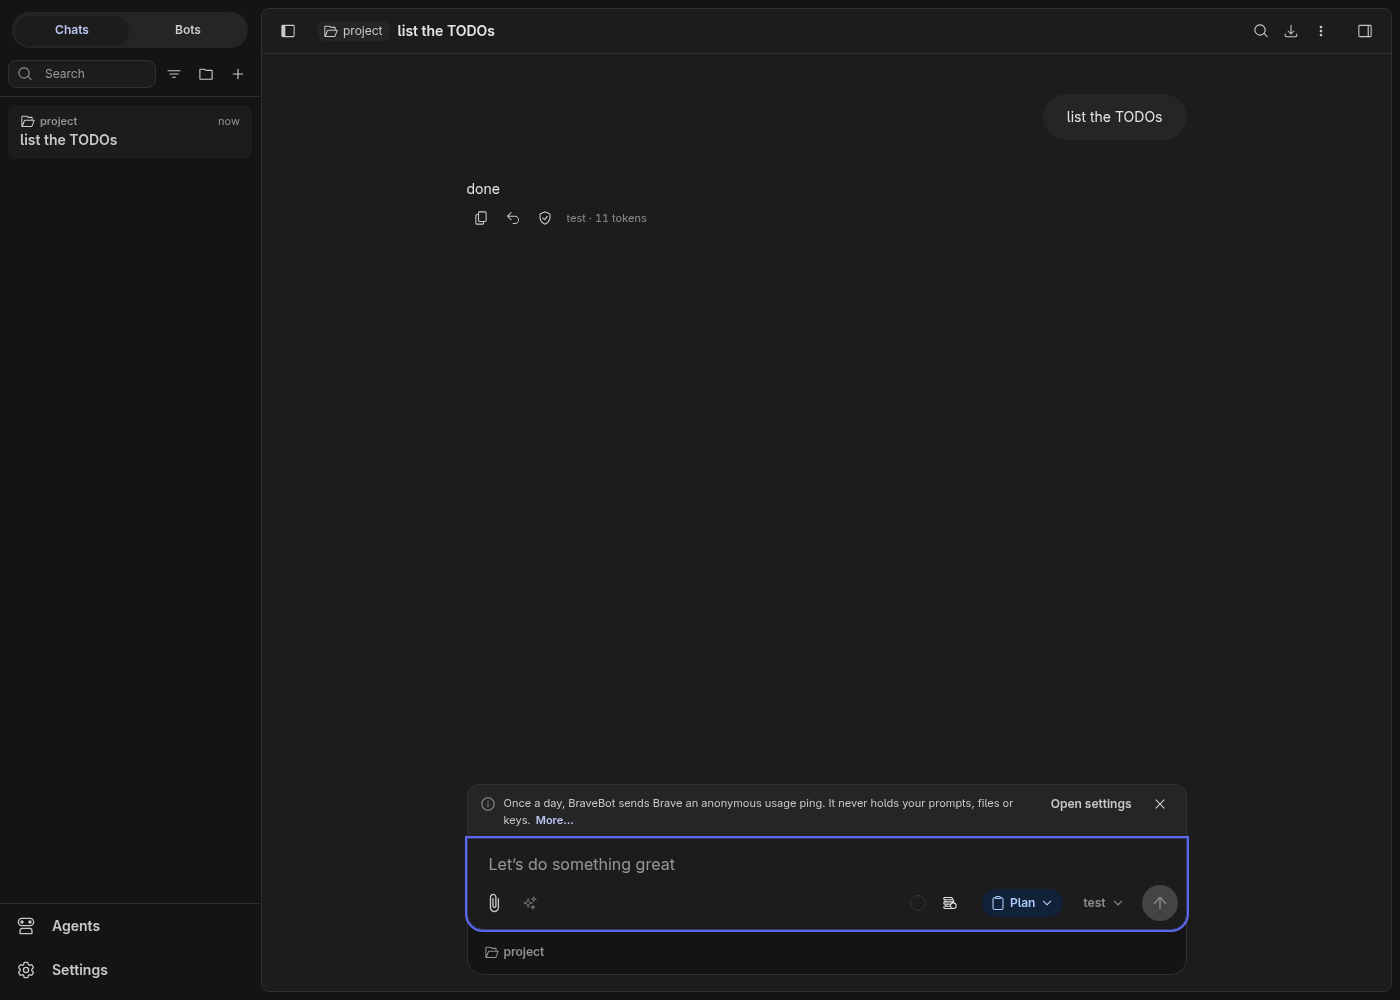 Chats
Bots
Search
project
now
list the TODOs
project
list the TODOs
list the TODOs
done
test · 11 tokens
Once a day, BraveBot sends Brave an anonymous usage ping. It never holds your prompts, files or
keys. More...
Open settings
Let's do something great
Plan
test
project
Agents
Settings